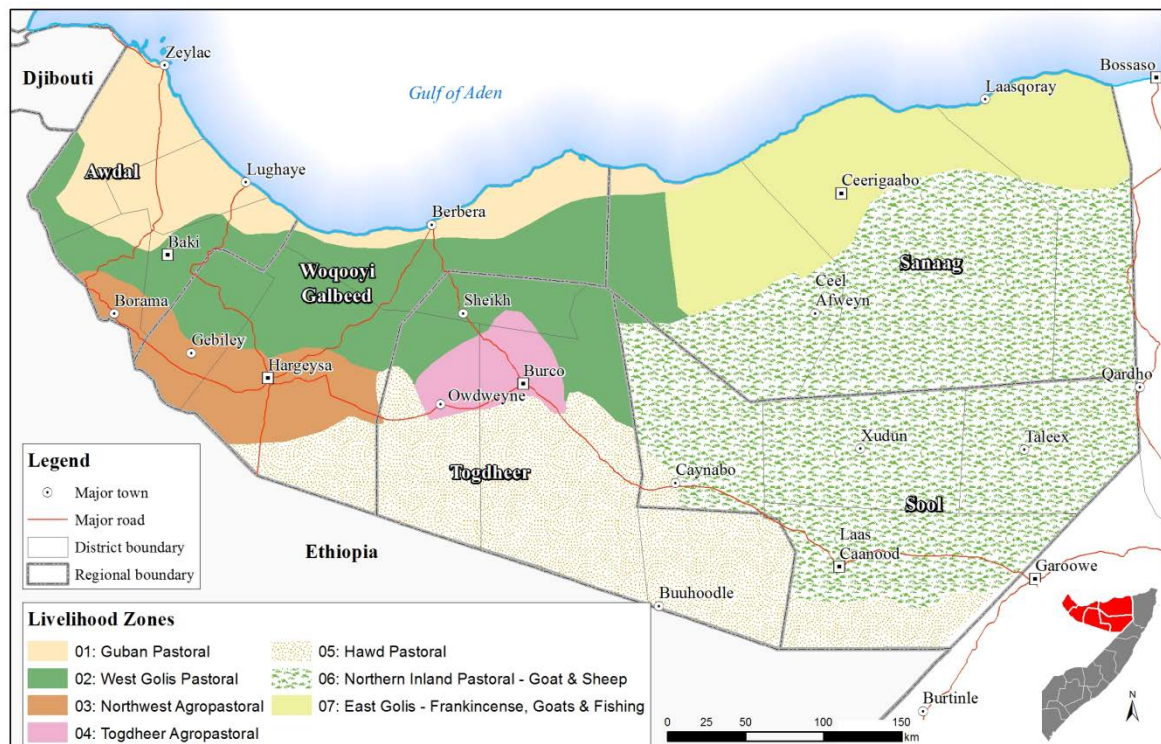 Zeylac
Bossaso
Djibouti
Gulf of Aden
Laasqoray
Awdal
Lughaye
Ceerigaabo
Berbera
Baki
Woqooyi
Galbeed
Sanaag
Borama
Sheikh
Ceel
Afweyn
Gebiley
Hargeysa
Burco
Qardho
Owdweyne
Xudun
Taleex
Togdheer
Caynabo
Sool
Ethiopia
Laas
Caanood
Garoowe
Buuhoodle
Burtinle
Legend
Major town
Major road
District boundary
Regional boundary
Livelihood Zones
01: Guban Pastoral
02: West Golis Pastoral
03: Northwest Agropastoral
04: Togdheer Agropastoral
05: Hawd Pastoral
06: Northern Inland Pastoral - Goat & Sheep
07: East Golis - Frankincense, Goats & Fishing
N
0 25 50 100 150
km